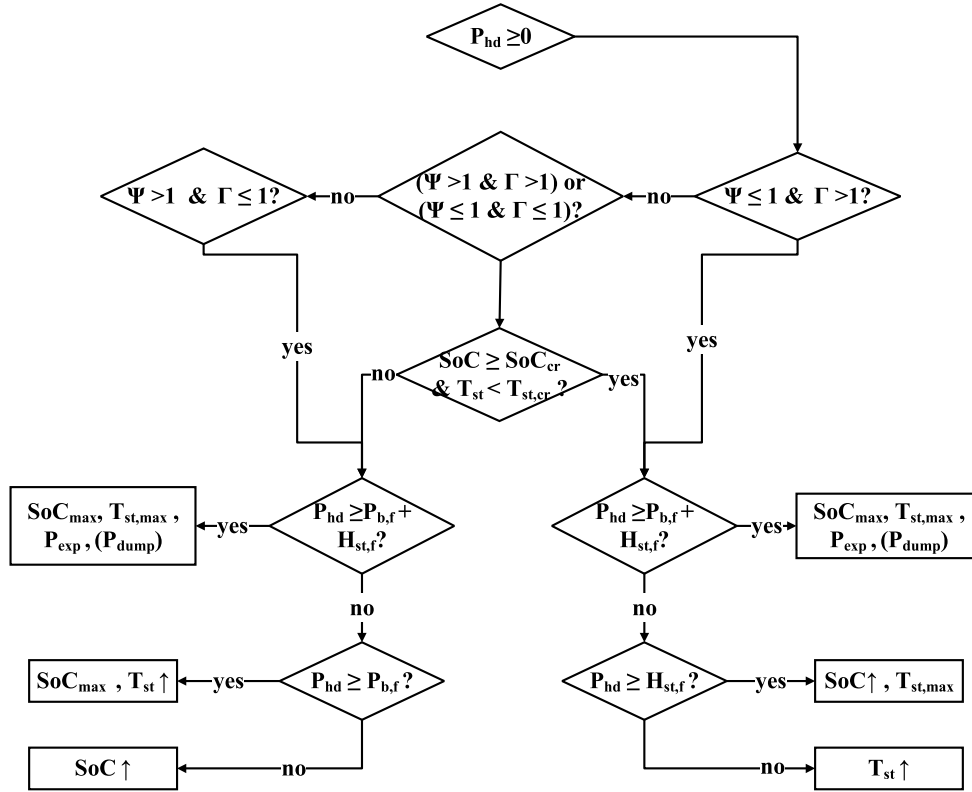 P_hd ≥0
Ψ >1 & Γ ≤ 1?
no
(Ψ >1 & Γ >1) or
(Ψ ≤ 1 & Γ ≤ 1)?
no
Ψ ≤ 1 & Γ >1?
yes
yes
no
SoC ≥ SoC_cr
& T_st < T_st,cr ?
yes
SoC_max, T_st,max ,
P_exp , (P_dump)
yes
P_hd ≥P_b,f +
H_st,f?
P_hd ≥P_b,f +
H_st,f?
yes
SoC_max, T_st,max ,
P_exp , (P_dump)
no
no
SoC_max , T_st ↑
yes
P_hd ≥ P_b,f ?
P_hd ≥ H_st,f ?
yes
SoC↑ , T_st,max
SoC ↑
no
no
T_st ↑